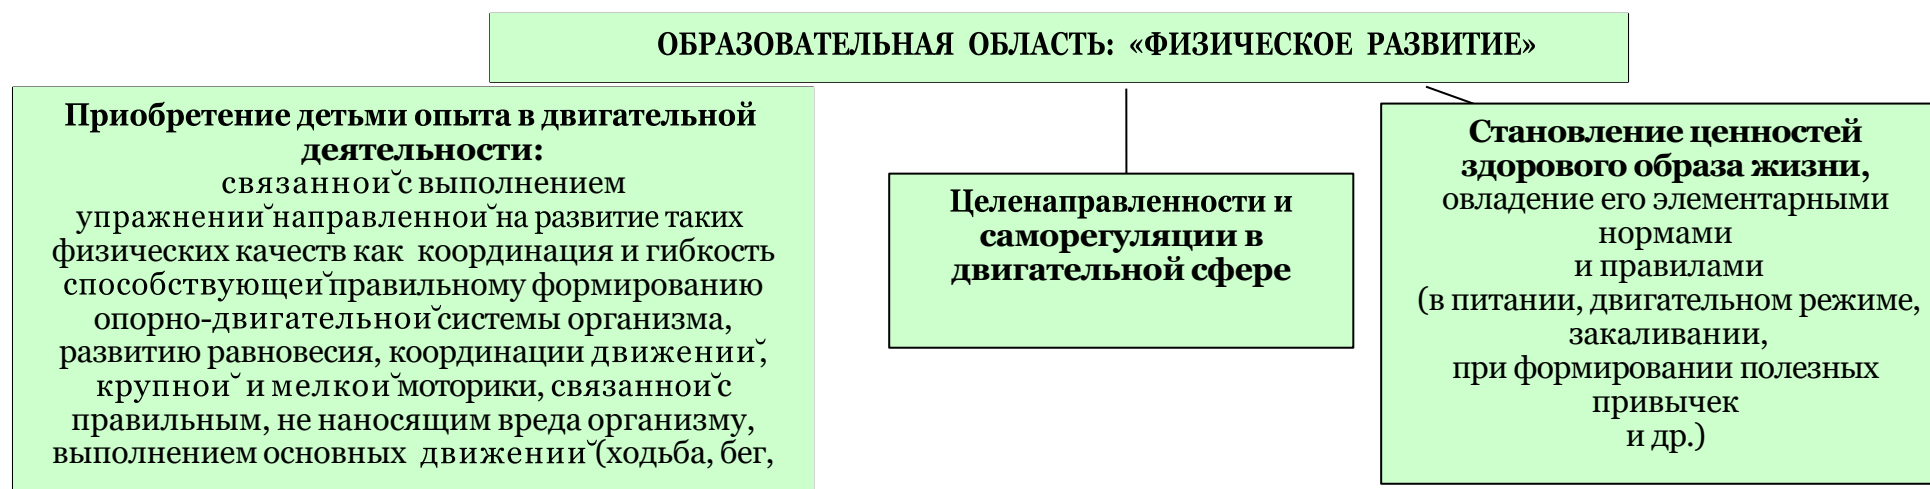 ОБРАЗОВАТЕЛЬНАЯ ОБЛАСТЬ: «ФИЗИЧЕСКОЕ РАЗВИТИЕ»
Приобретение детьми опыта в двигательной
деятельности:
связанной с выполнением
упражнений направленной на развитие таких
физических качеств как координация и гибкость
способствующей правильному формированию
опорно-двигательной системы организма,
развитию равновесия, координации движений,
крупной и мелкой моторики, связанной с
правильным, не наносящим вреда организму,
выполнением основных движений (ходьба, бег,
Целенаправленности и
саморегуляции в
двигательной сфере
Становление ценностей
здорового образа жизни,
овладение его элементарными
нормами
и правилами
(в питании, двигательном режиме,
закаливании,
при формировании полезных
привычек
и др.)